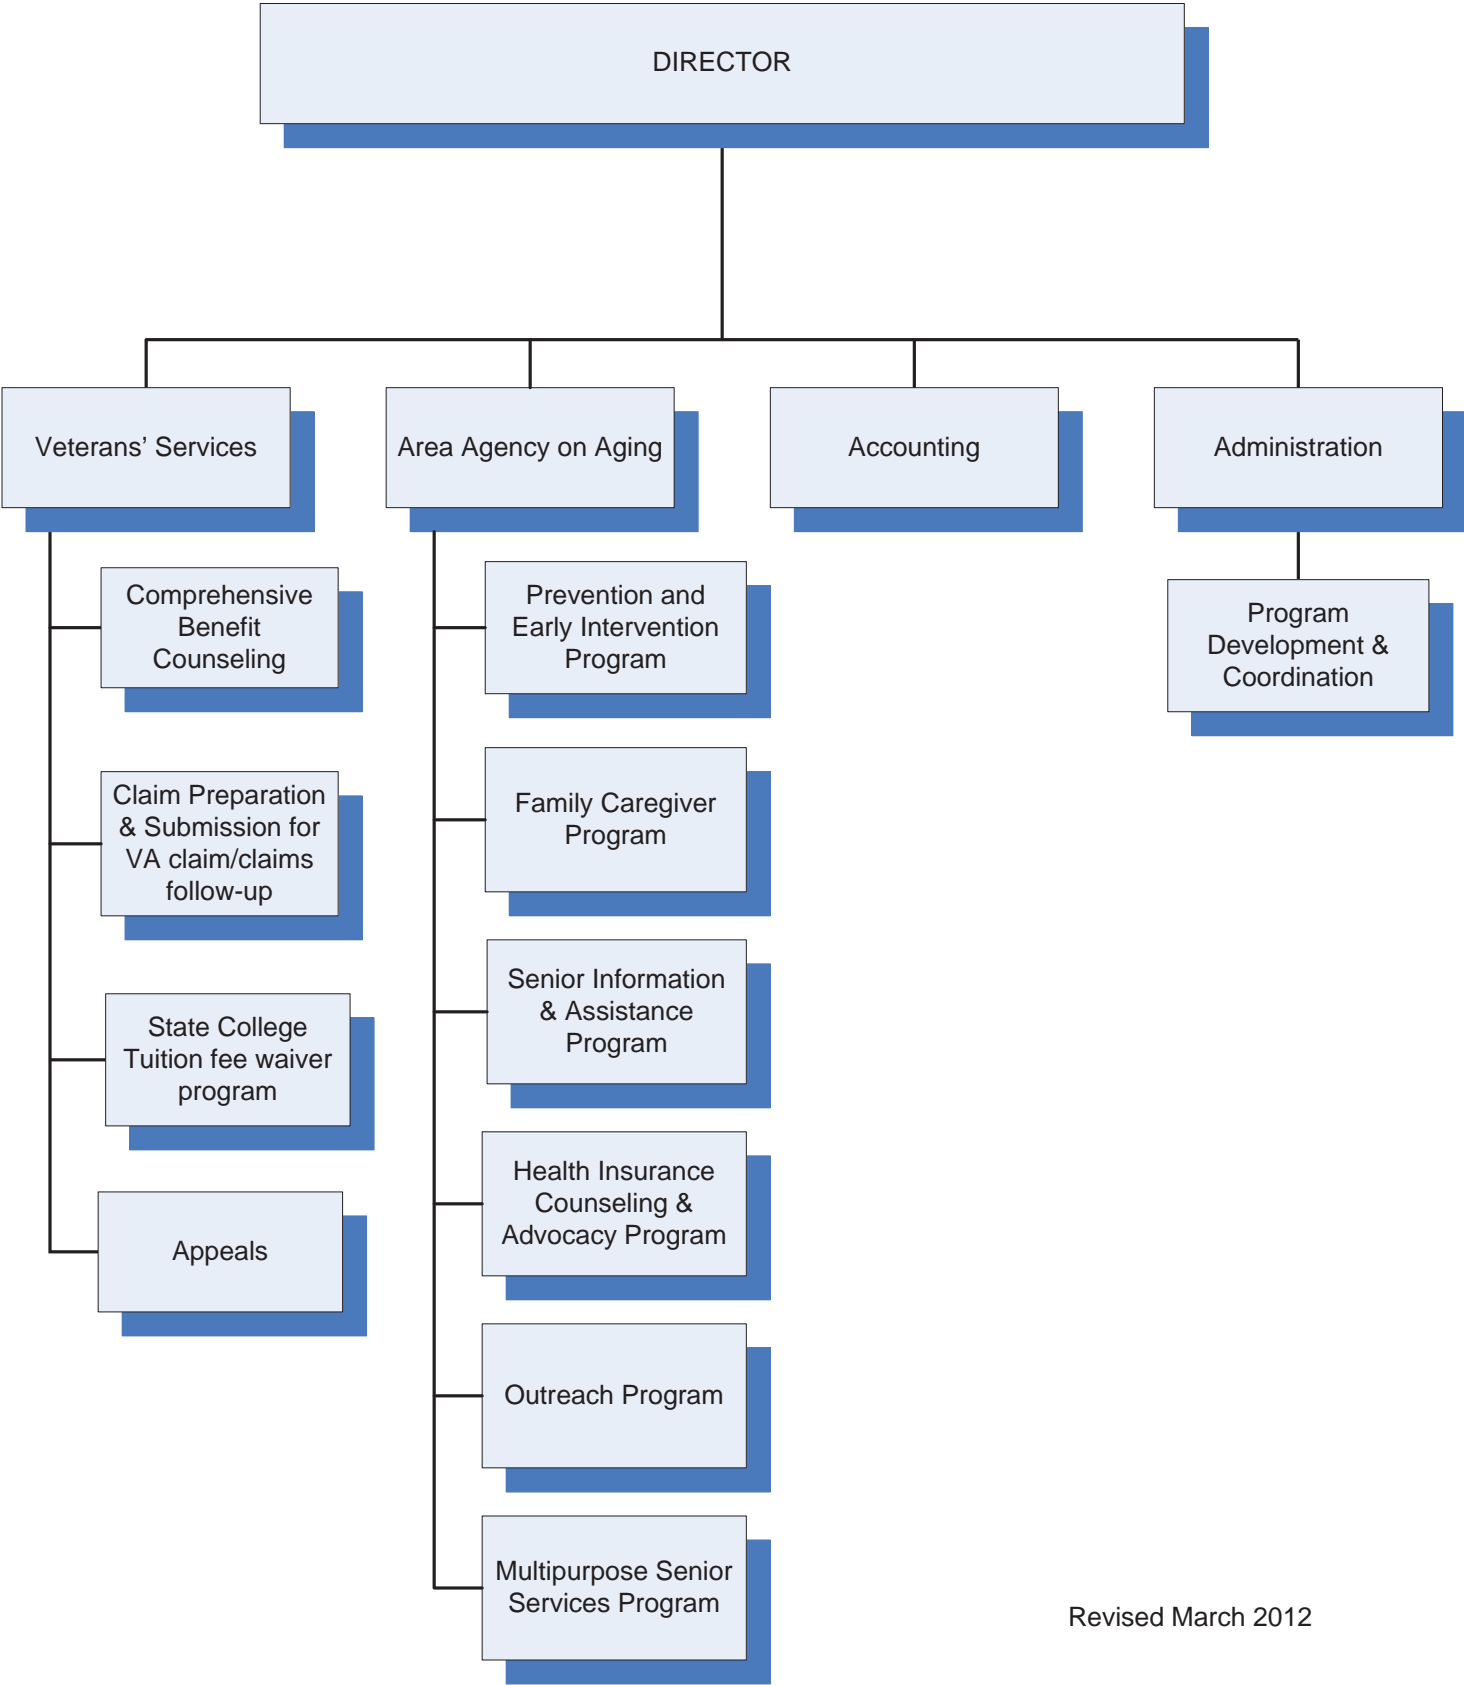 DIRECTOR
Veterans’ Services
Area Agency on Aging
Accounting
Administration
Comprehensive
Benefit
Counseling
Claim Preparation
& Submission for
VA claim/claims
follow-up
State College
Tuition fee waiver
program
Appeals
Prevention and
Early Intervention
Program
Family Caregiver
Program
Senior Information
& Assistance
Program
Health Insurance
Counseling &
Advocacy Program
Outreach Program
Multipurpose Senior
Services Program
Program
Development &
Coordination
Revised March 2012